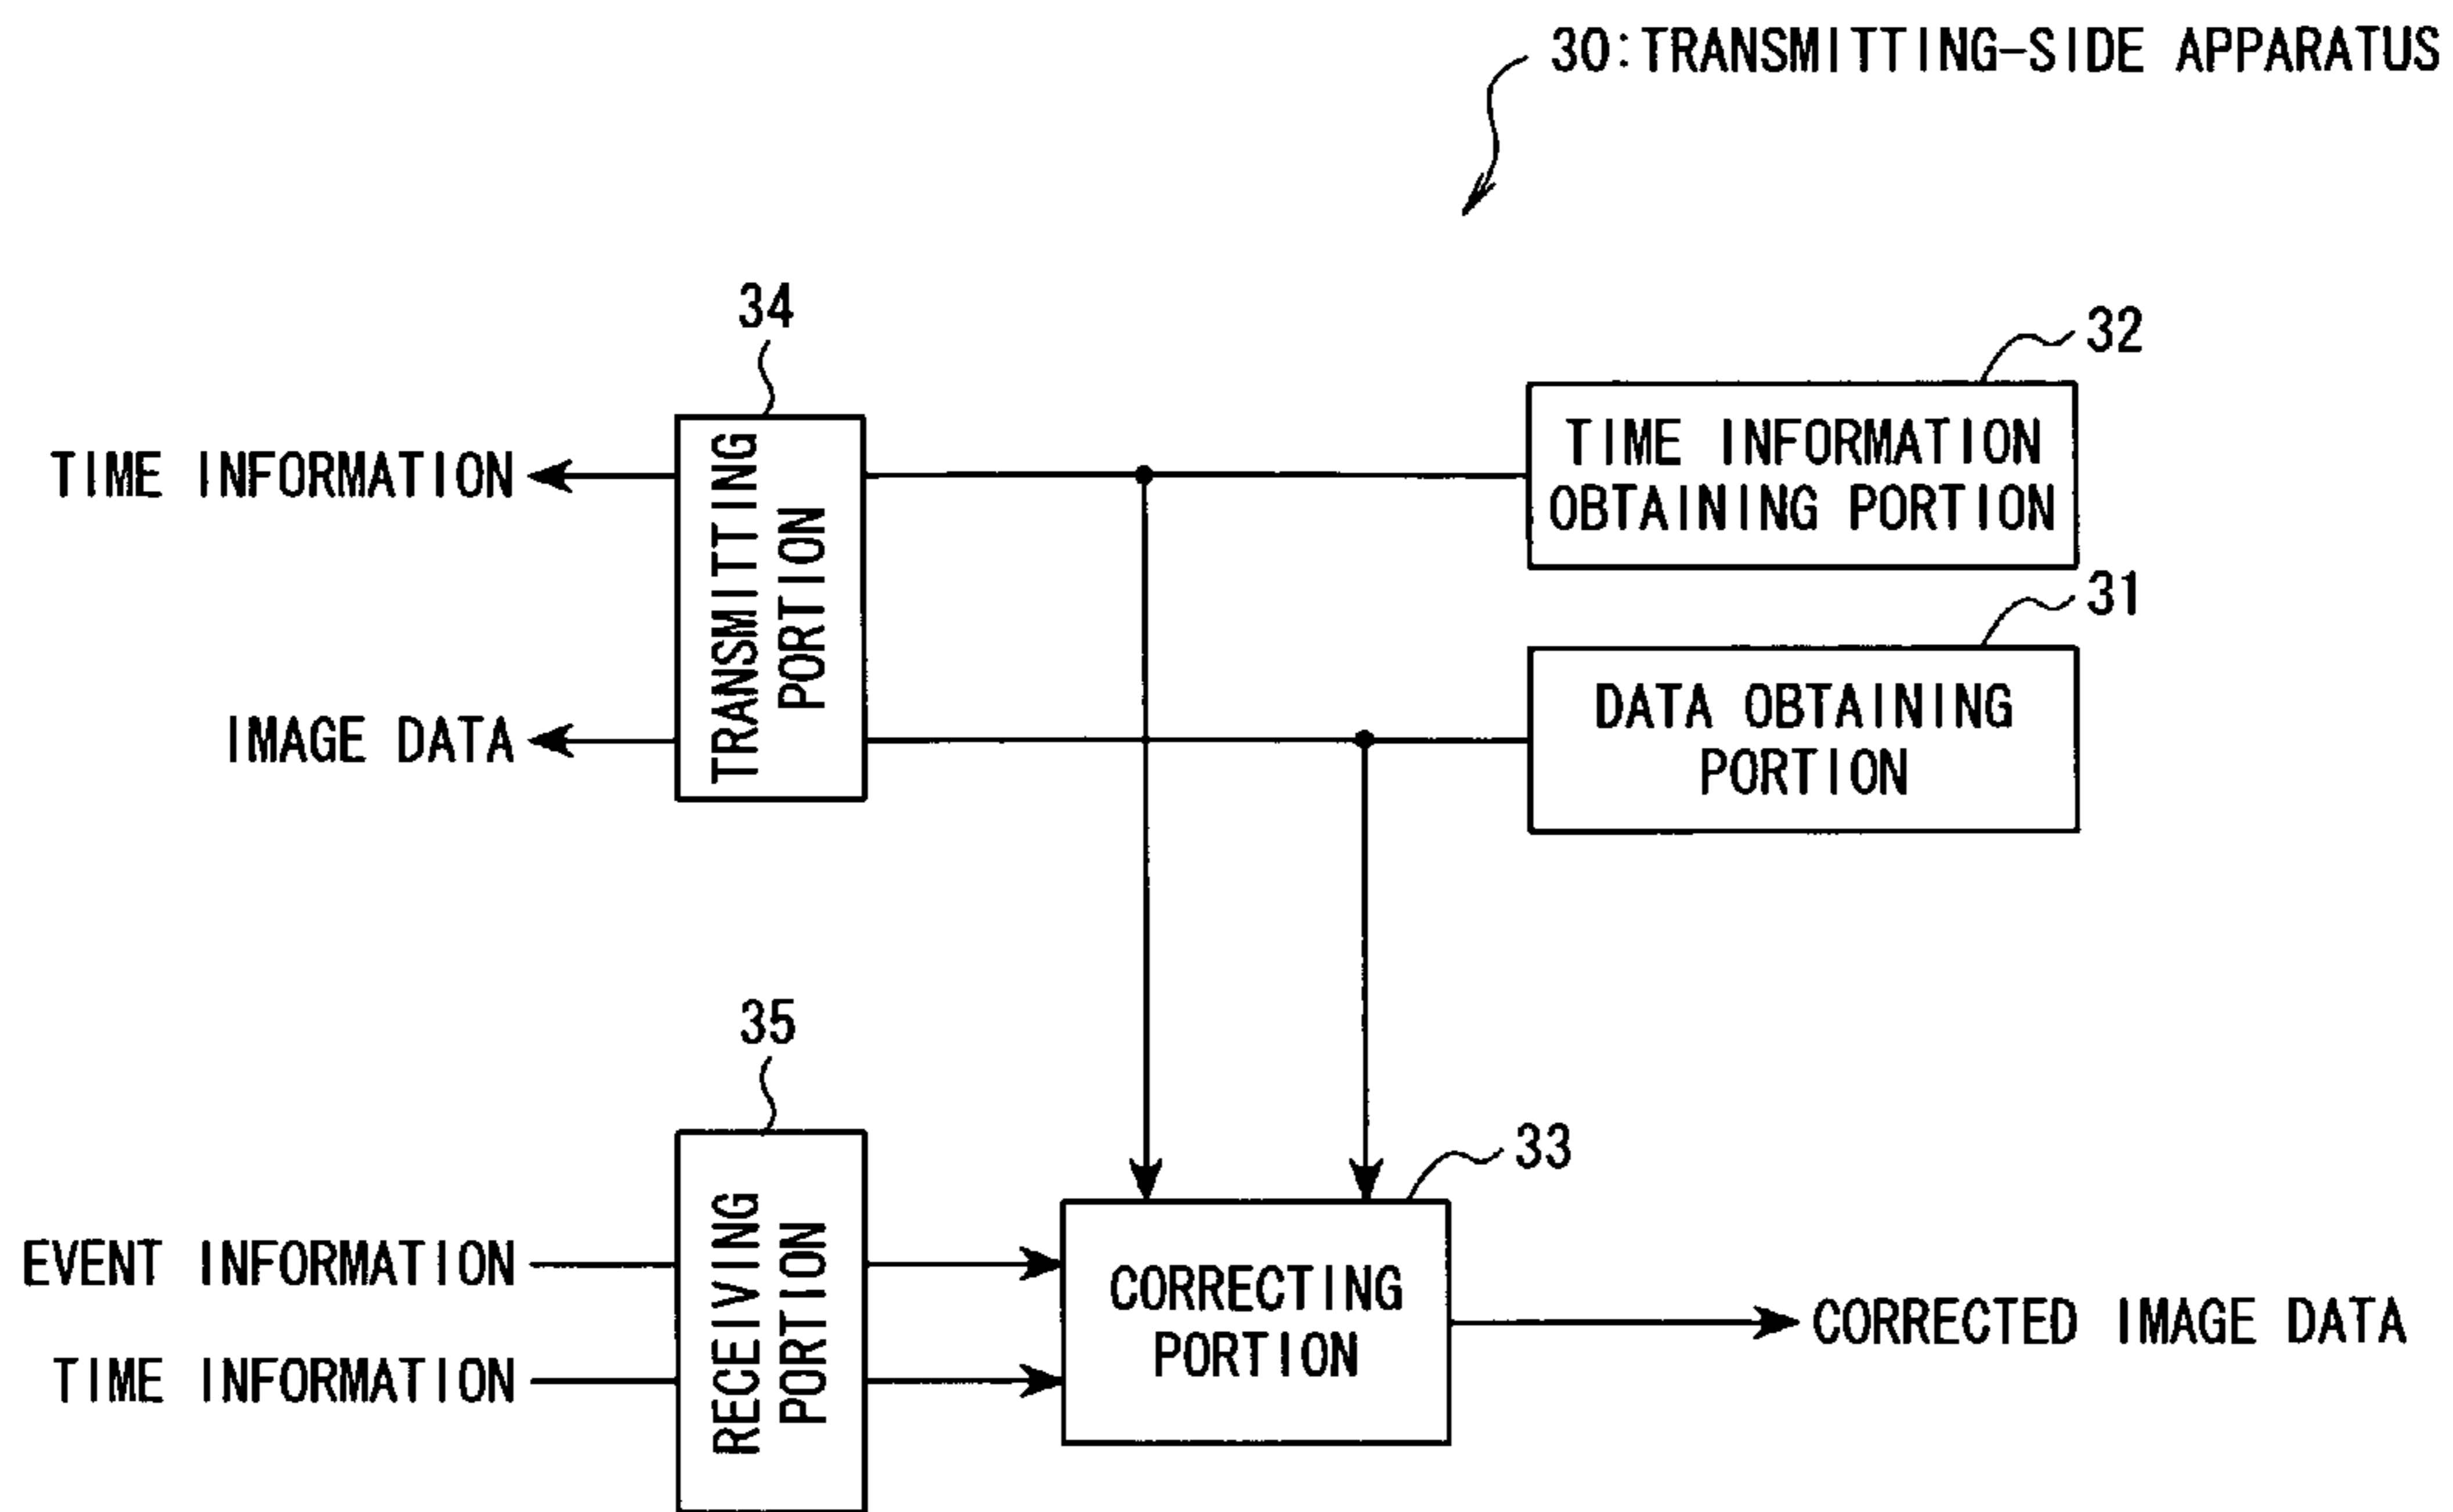 30:TRANSMITTING-SIDE APPARATUS
34
32
TIME INFORMATION
TRANSMITTING
PORTION
TIME INFORMATION
OBTAINING PORTION
31
IMAGE DATA
DATA OBTAINING
PORTION
35
33
EVENT INFORMATION
TIME INFORMATION
RECEIVING
PORTION
CORRECTING
PORTION
CORRECTED IMAGE DATA